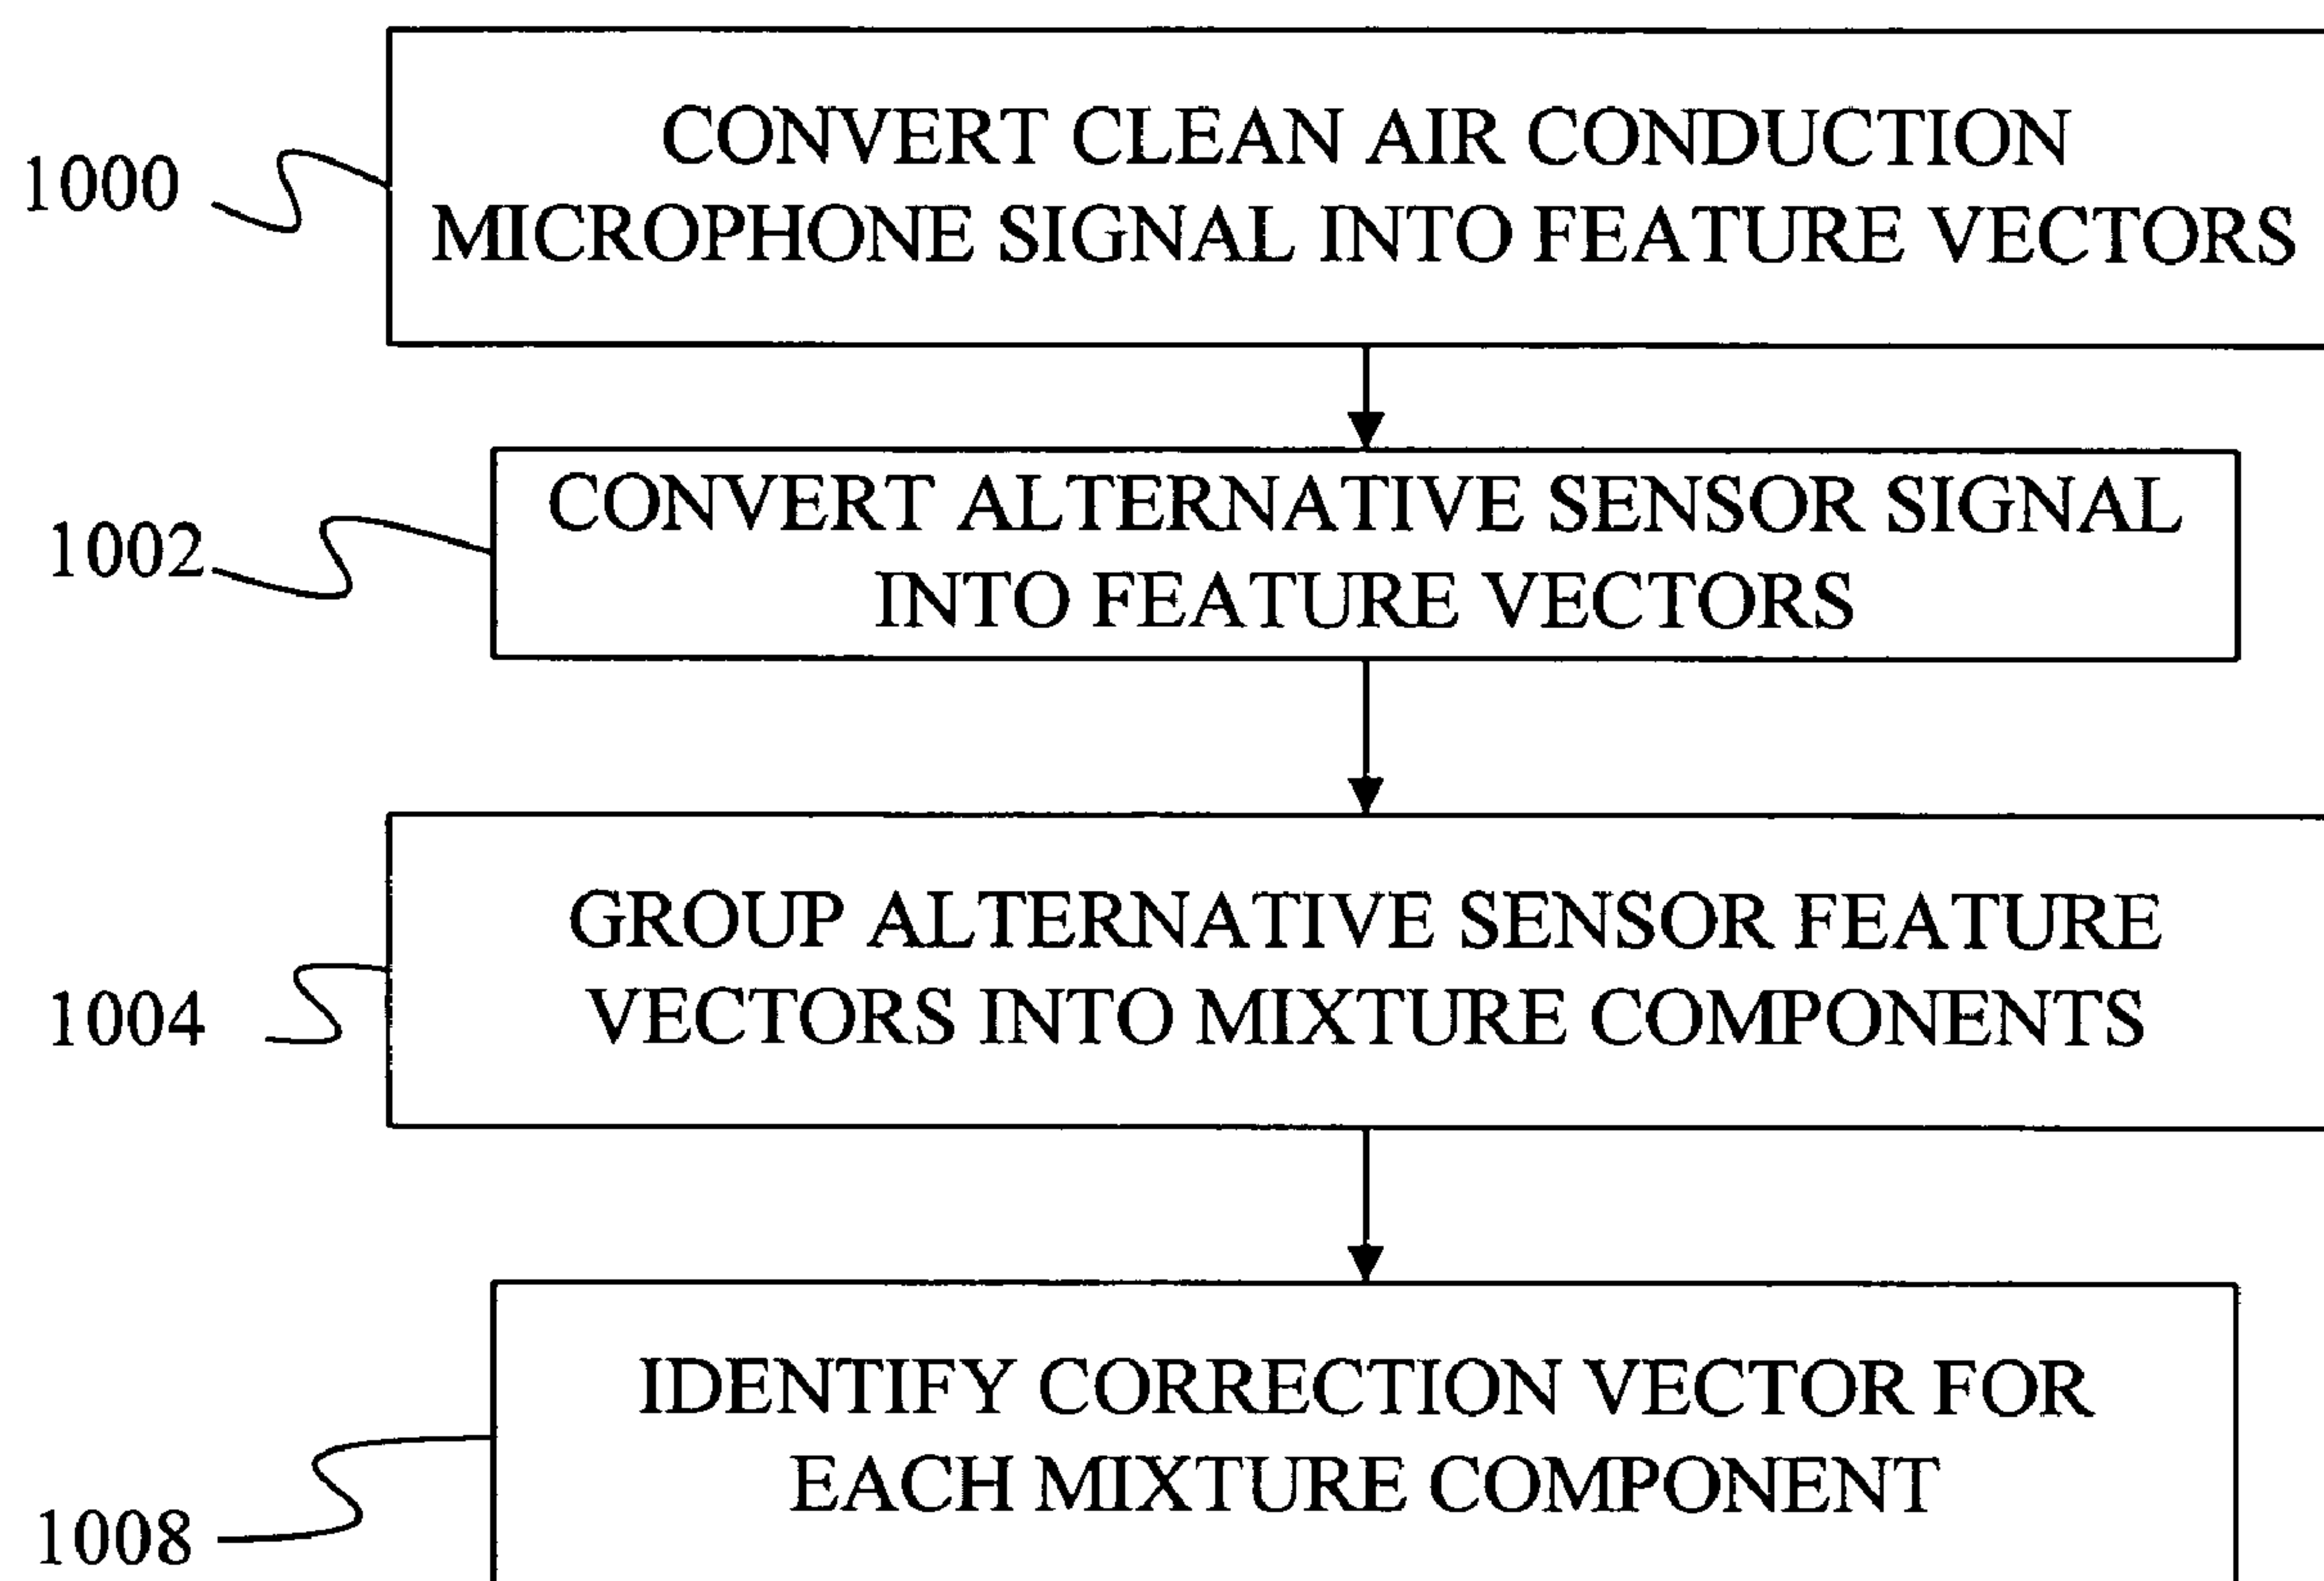 CONVERT CLEAN AIR CONDUCTION
MICROPHONE SIGNAL INTO FEATURE VECTORS
1000
CONVERT ALTERNATIVE SENSOR SIGNAL
INTO FEATURE VECTORS
1002
GROUP ALTERNATIVE SENSOR FEATURE
VECTORS INTO MIXTURE COMPONENTS
1004
IDENTIFY CORRECTION VECTOR FOR
EACH MIXTURE COMPONENT
1008